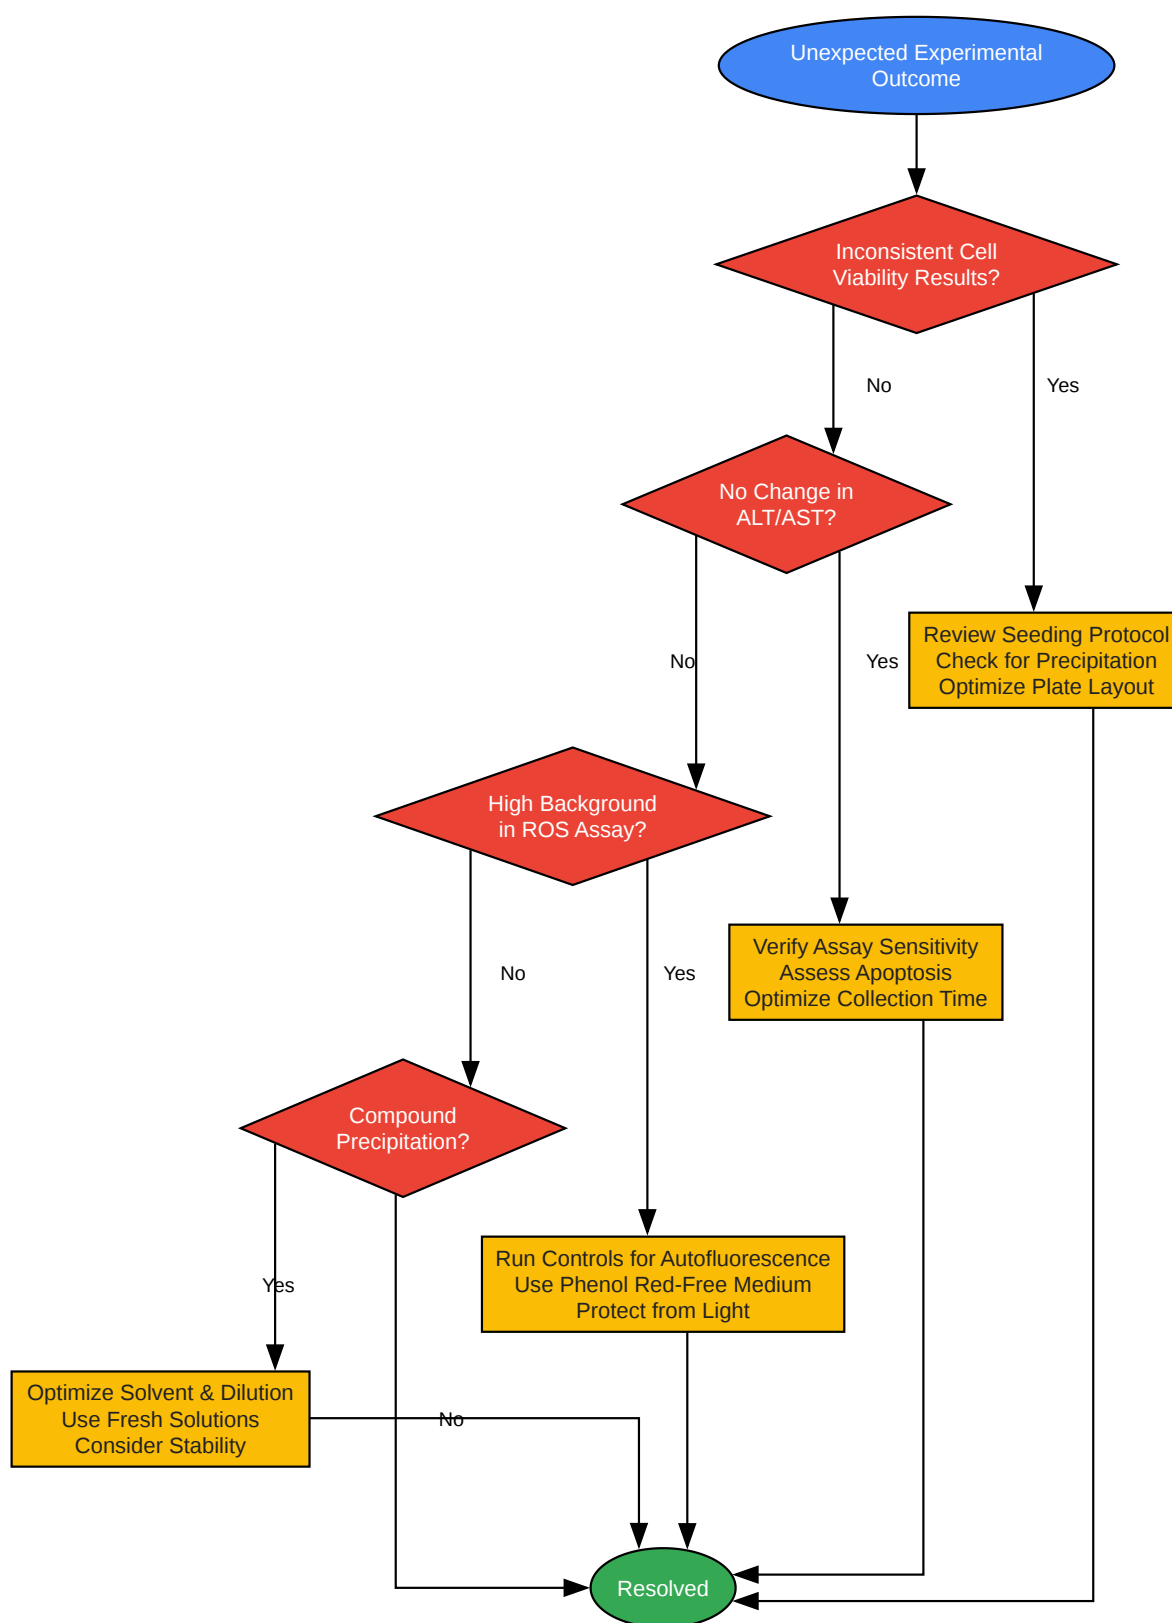 Unexpected Experimental
Outcome
Inconsistent Cell
Viability Results?
No
Yes
No Change in
ALT/AST?
No
Yes
Review Seeding Protocol
Check for Precipitation
Optimize Plate Layout
High Background
in ROS Assay?
No
Yes
Verify Assay Sensitivity
Assess Apoptosis
Optimize Collection Time
Compound
Precipitation?
Yes
Run Controls for Autofluorescence
Use Phenol Red-Free Medium
Protect from Light
Optimize Solvent & Dilution
Use Fresh Solutions
Consider Stability
No
Resolved